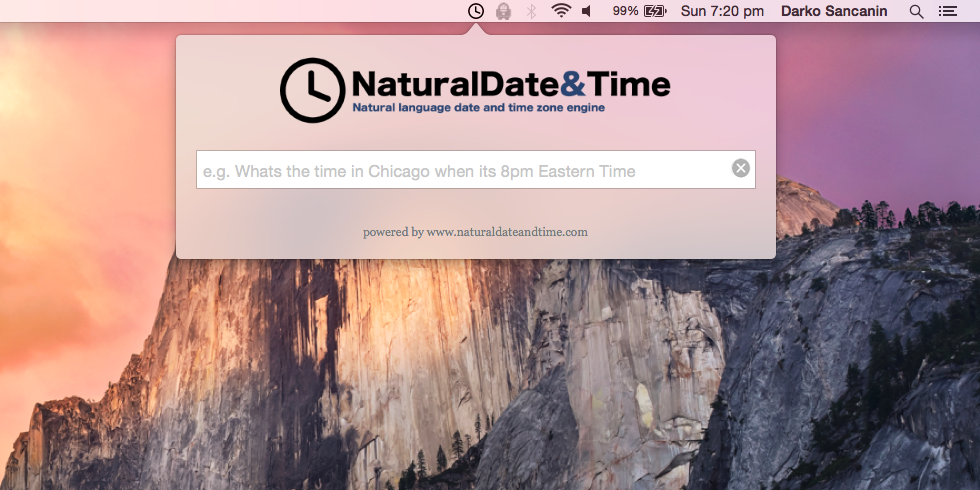 99% Sun 7:20 pm Darko Sancanin
NaturalDate&Time
Natural language date and time zone engine
e.g. Whats the time in Chicago when its 8pm Eastern Time
powered by www.naturaldateandtime.com